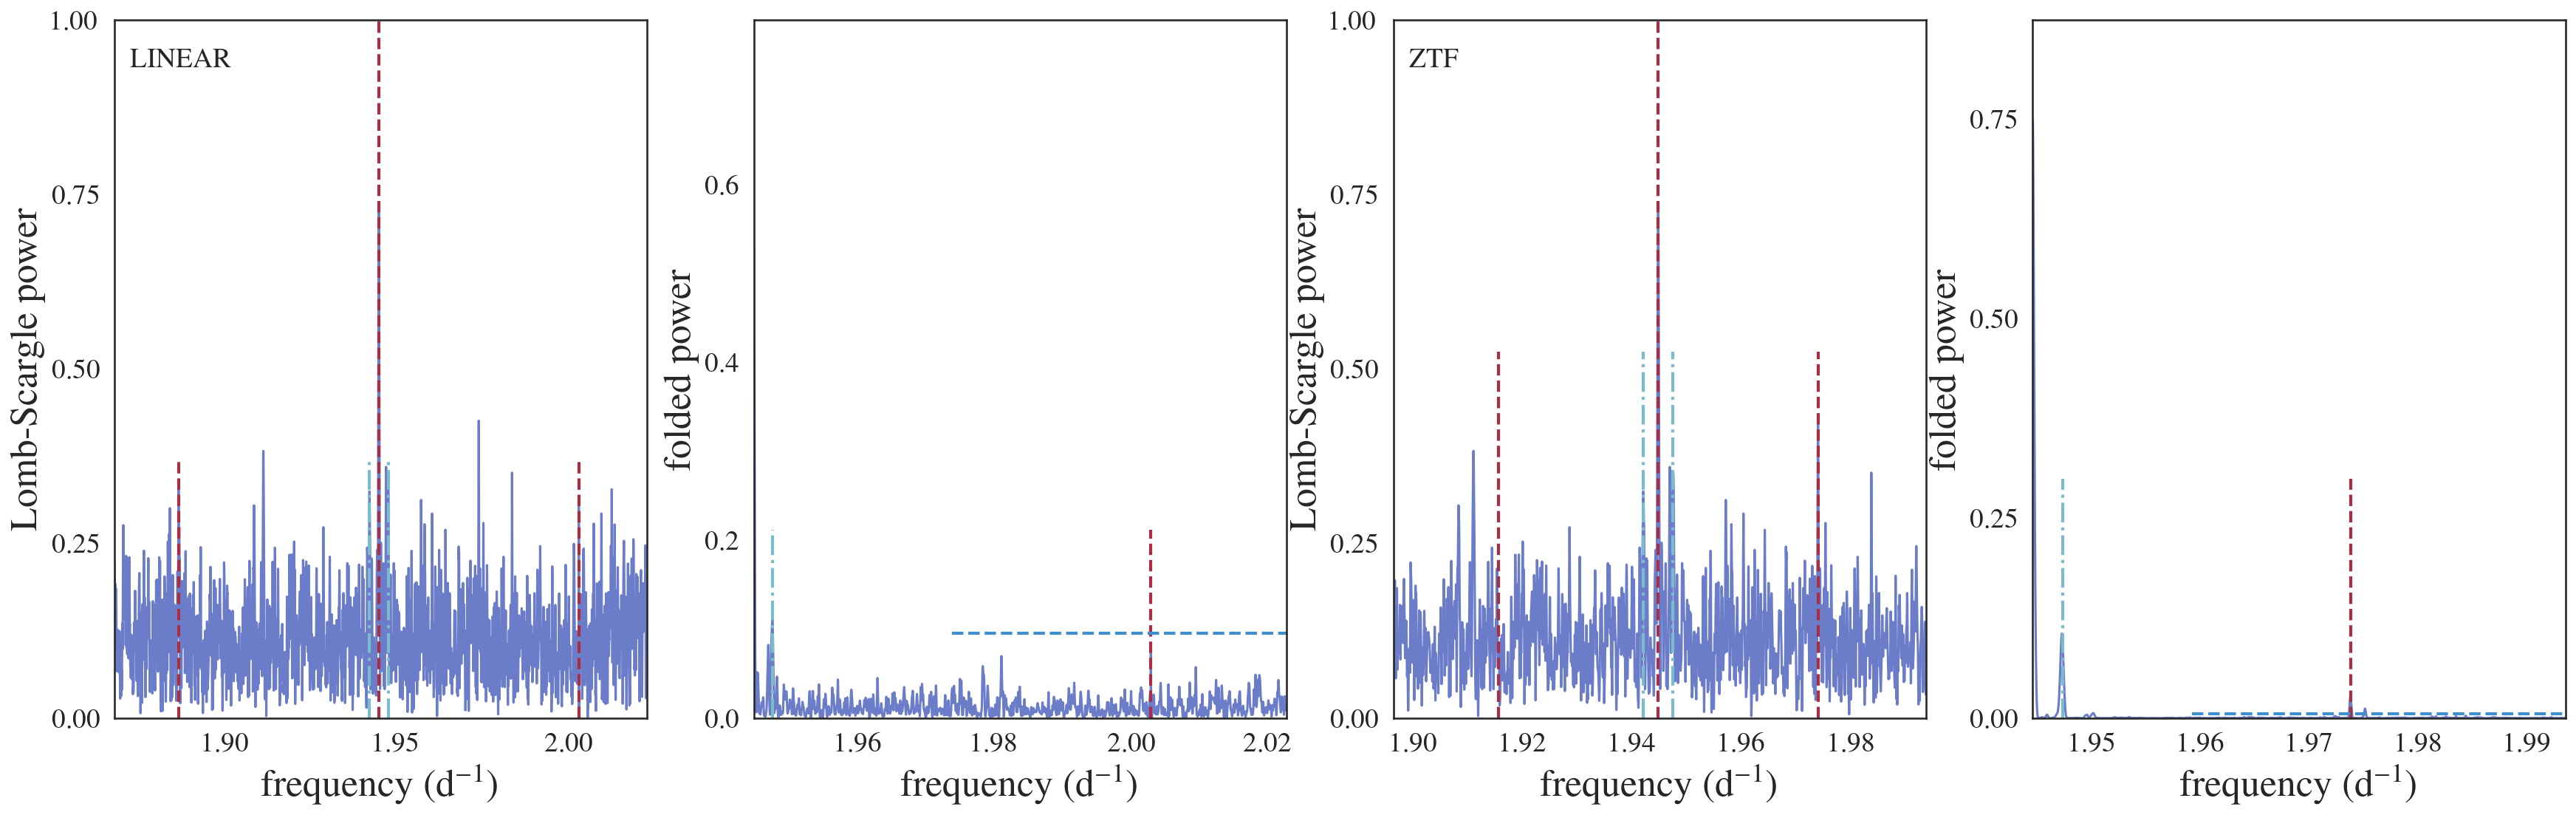 LINEAR
Lomb-Scargle power
1.00
0.75
0.50
0.25
0.00
1.90 1.95 2.00
frequency (d⁻¹)
folded power
0.6
0.4
0.2
0.0
1.96 1.98 2.00 2.02
frequency (d⁻¹)
ZTF
Lomb-Scargle power
1.00
0.75
0.50
0.25
0.00
1.90 1.92 1.94 1.96 1.98
frequency (d⁻¹)
folded power
0.75
0.50
0.25
0.00
1.95 1.96 1.97 1.98 1.99
frequency (d⁻¹)